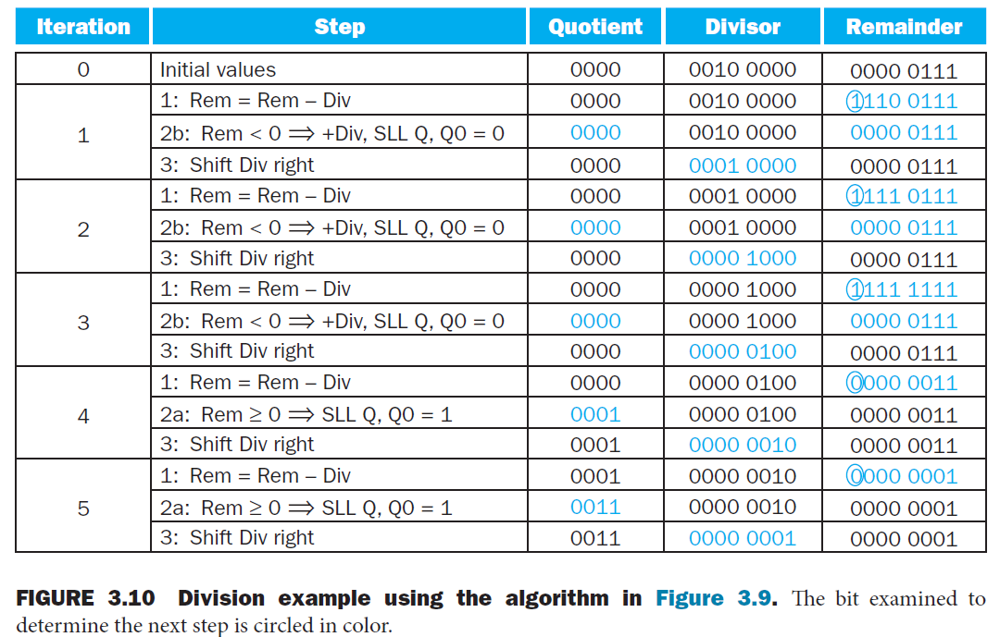 Iteration Step Quotient Divisor Remainder
0 Initial values 0000 0010 0000 0000 0111
1: Rem = Rem – Div 0000 0010 0000 1110 0111
1 2b: Rem < 0 ⟹ +Div, SLL Q, Q0 = 0 0000 0010 0000 0000 0111
3: Shift Div right 0000 0001 0000 0000 0111
1: Rem = Rem – Div 0000 0001 0000 1111 0111
2 2b: Rem < 0 ⟹ +Div, SLL Q, Q0 = 0 0000 0001 0000 0000 0111
3: Shift Div right 0000 0000 1000 0000 0111
1: Rem = Rem – Div 0000 0000 1000 1111 1111
3 2b: Rem < 0 ⟹ +Div, SLL Q, Q0 = 0 0000 0000 1000 0000 0111
3: Shift Div right 0000 0000 0100 0000 0111
1: Rem = Rem – Div 0000 0000 0100 0000 0011
4 2a: Rem ≥ 0 ⟹ SLL Q, Q0 = 1 0001 0000 0100 0000 0011
3: Shift Div right 0001 0000 0010 0000 0011
1: Rem = Rem – Div 0001 0000 0010 0000 0001
5 2a: Rem ≥ 0 ⟹ SLL Q, Q0 = 1 0011 0000 0010 0000 0001
3: Shift Div right 0011 0000 0001 0000 0001
FIGURE 3.10 Division example using the algorithm in Figure 3.9. The bit examined to
determine the next step is circled in color.